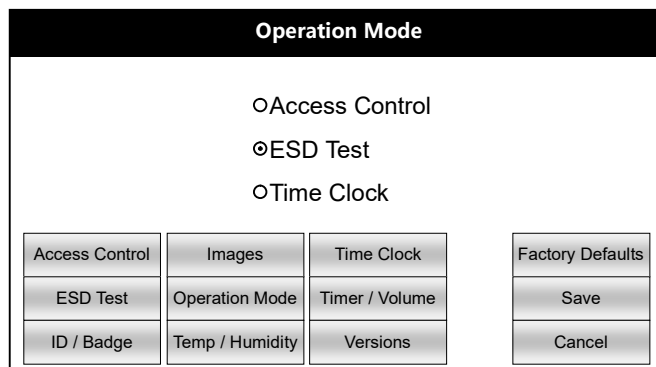 Operation Mode
Access Control
ESD Test
Time Clock
Access Control Images Time Clock Factory Defaults
ESD Test Operation Mode Timer / Volume Save
ID / Badge Temp / Humidity Versions Cancel